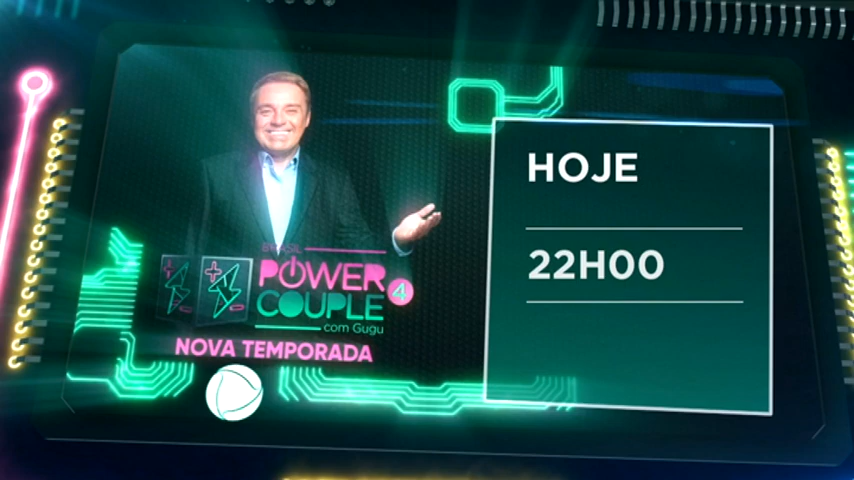 BRASIL
POWER
COUPLE
4
com Gugu
NOVA TEMPORADA
HOJE
22H00